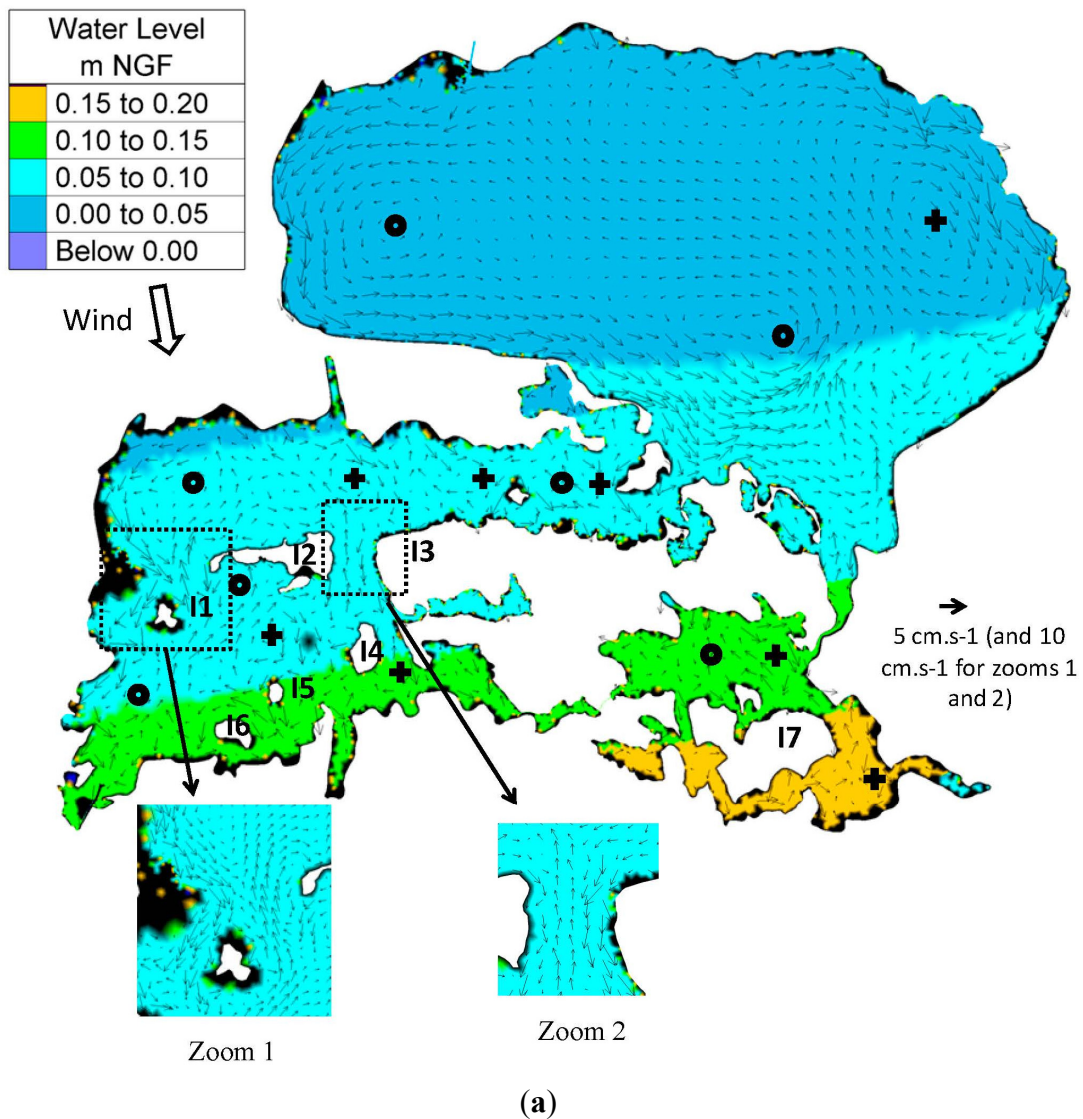 Water Level
m NGF
0.15 to 0.20
0.10 to 0.15
0.05 to 0.10
0.00 to 0.05
Below 0.00
Wind
I2
I3
I1
I4
I5
I6
I7
5 cm.s-1 (and 10
cm.s-1 for zooms 1
and 2)
Zoom 1
Zoom 2
(a)